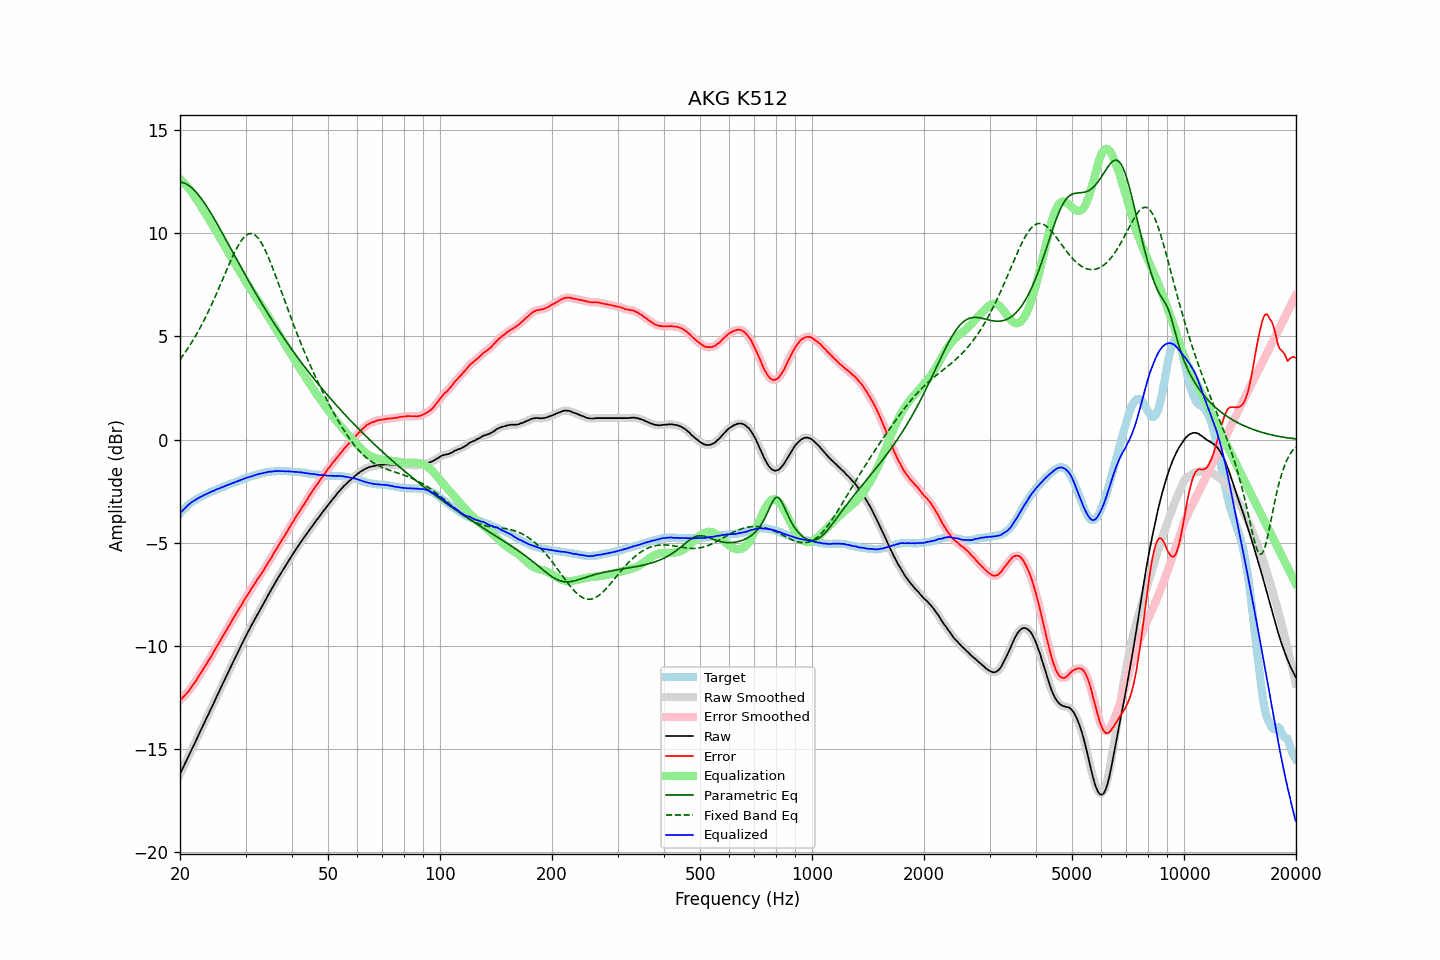 AKG K512
15
10
5
0
−5
−10
−15
−20
Amplitude (dBr)
Target
Raw Smoothed
Error Smoothed
Raw
Error
Equalization
Parametric Eq
Fixed Band Eq
Equalized
20 50 100 200 500 1000 2000 5000 10000 20000
Frequency (Hz)